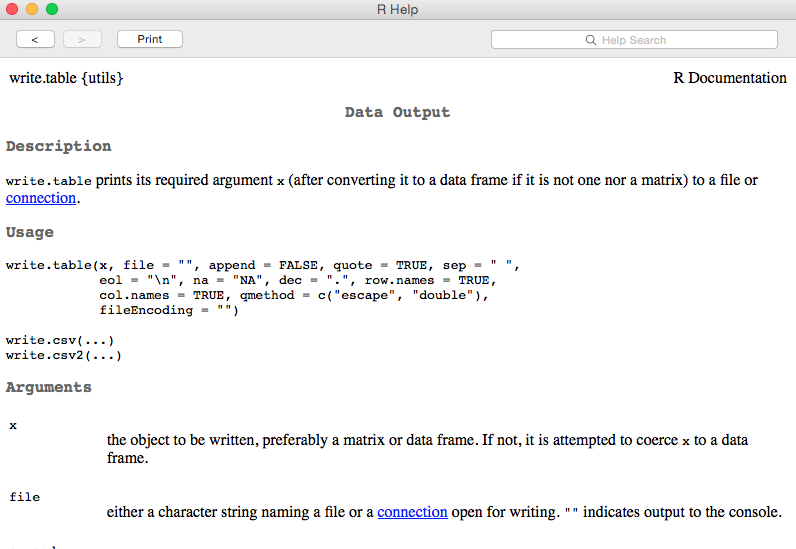 R Help
< > Print Help Search
write.table {utils} R Documentation
Data Output
Description
write.table prints its required argument x (after converting it to a data frame if it is not one nor a matrix) to a file or
connection.
Usage
write.table(x, file = "", append = FALSE, quote = TRUE, sep = " ",
            eol = "\n", na = "NA", dec = ".", row.names = TRUE,
            col.names = TRUE, qmethod = c("escape", "double"),
            fileEncoding = "")
write.csv(...)
write.csv2(...)
Arguments
x
the object to be written, preferably a matrix or data frame. If not, it is attempted to coerce x to a data
frame.
file
either a character string naming a file or a connection open for writing. "" indicates output to the console.